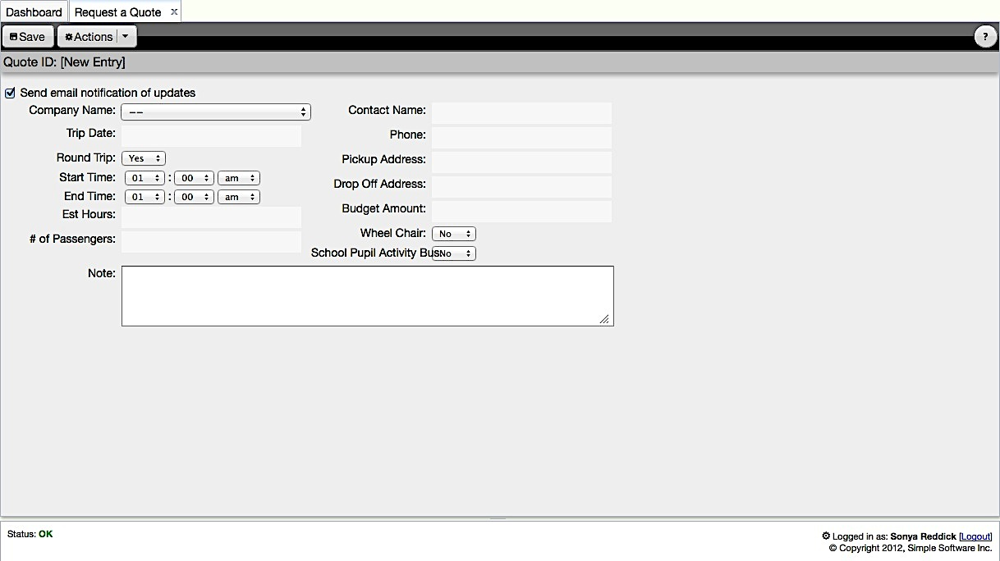 Dashboard Request a Quote x
Save Actions ?
Quote ID: [New Entry]
Send email notification of updates
Company Name: -- Contact Name:
Trip Date: Phone:
Round Trip: Yes Pickup Address:
Start Time: 01 : 00 am Drop Off Address:
End Time: 01 : 00 am
Est Hours: Budget Amount:
# of Passengers: Wheel Chair: No
School Pupil Activity Bus No
Note:
Status: OK Logged in as: Sonya Reddick [Logout]
© Copyright 2012, Simple Software Inc.